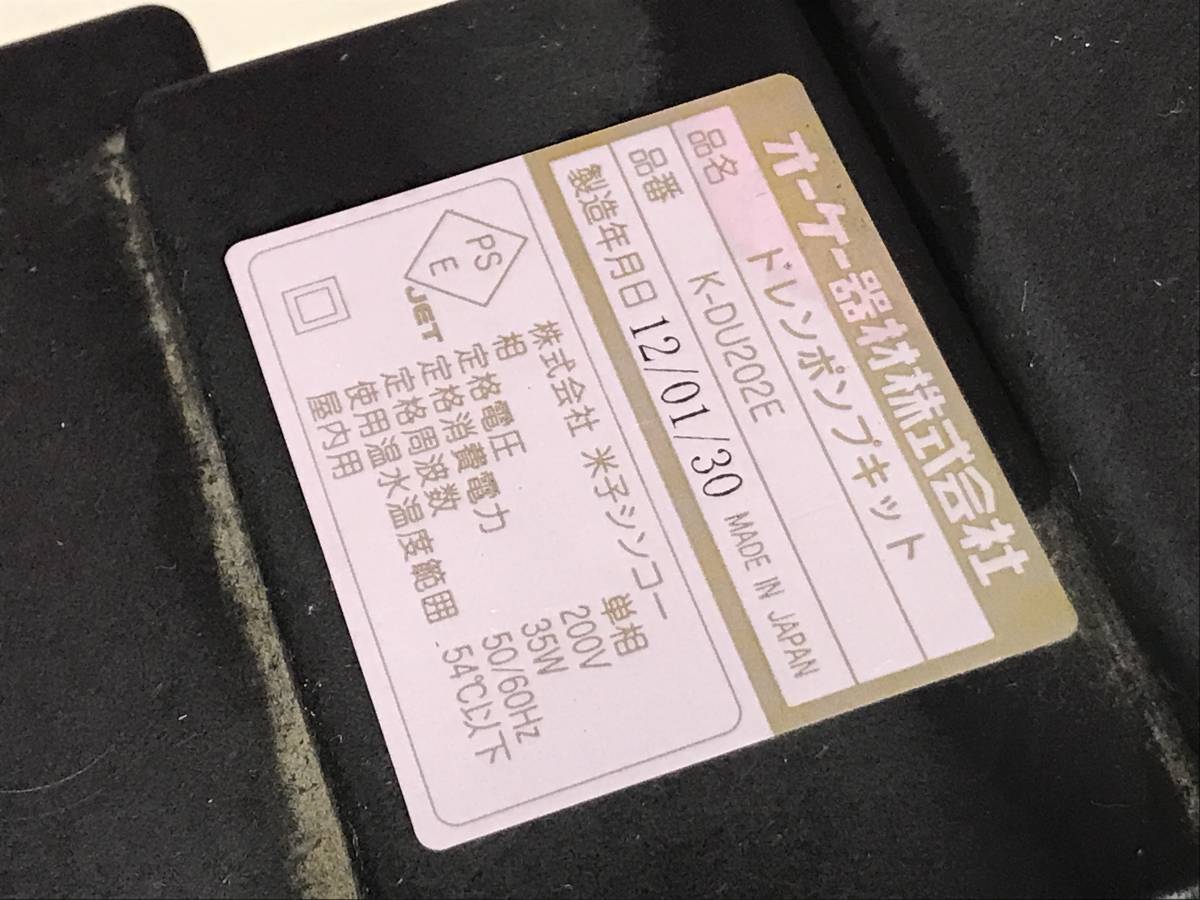 オーケー器材株式会社
品名 ドレンポンプキット
品番 K-DU202E
製造年月日 12/01/30 MADE IN JAPAN
PS
E
JET
株式会社 米子シンコー
相 単相
定格電圧 200V
定格消費電力 35W
定格周波数 50/60Hz
使用温水温度範囲 54℃以下
屋内用